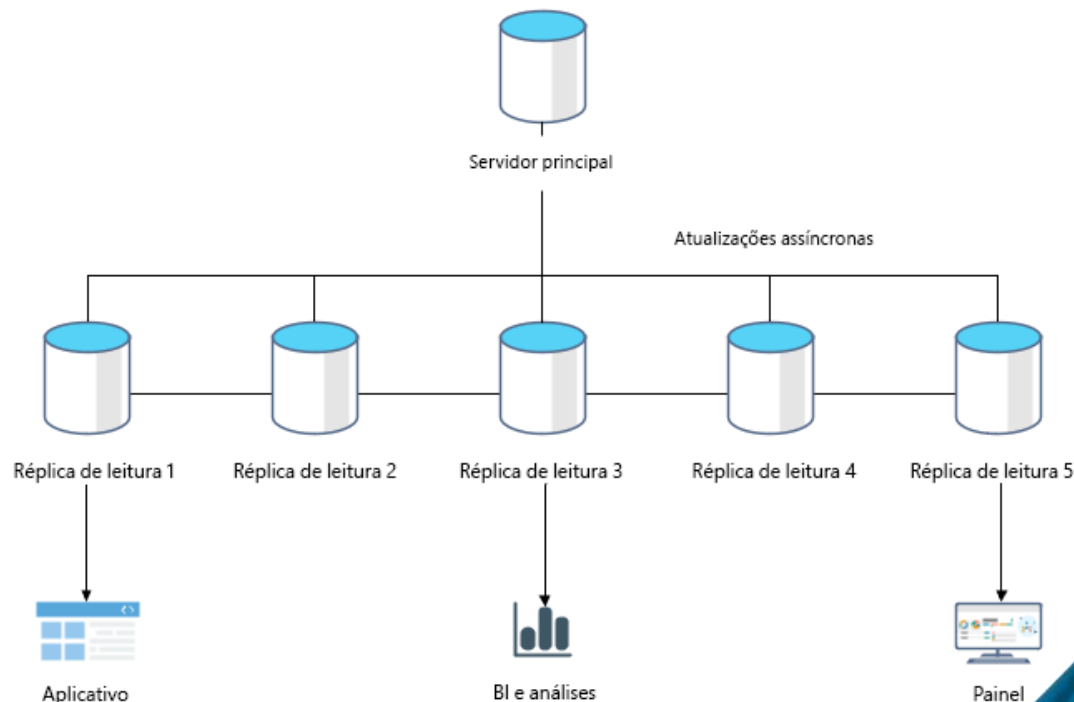 Servidor principal
Atualizações assíncronas
Réplica de leitura 1
Réplica de leitura 2
Réplica de leitura 3
Réplica de leitura 4
Réplica de leitura 5
Aplicativo
BI e análises
Painel